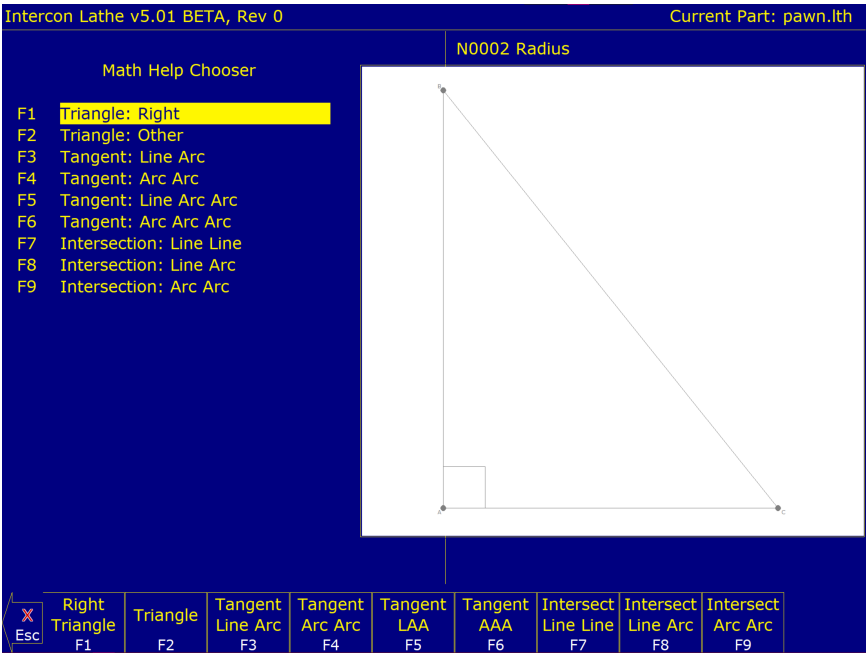 Intercon Lathe v5.01 BETA, Rev 0
Current Part: pawn.lth
N0002 Radius
Math Help Chooser
F1 Triangle: Right
F2 Triangle: Other
F3 Tangent: Line Arc
F4 Tangent: Arc Arc
F5 Tangent: Line Arc Arc
F6 Tangent: Arc Arc Arc
F7 Intersection: Line Line
F8 Intersection: Line Arc
F9 Intersection: Arc Arc
B
A
C
X
Esc
Right
Triangle
F1
Triangle
F2
Tangent
Line Arc
F3
Tangent
Arc Arc
F4
Tangent
LAA
F5
Tangent
AAA
F6
Intersect
Line Line
F7
Intersect
Line Arc
F8
Intersect
Arc Arc
F9